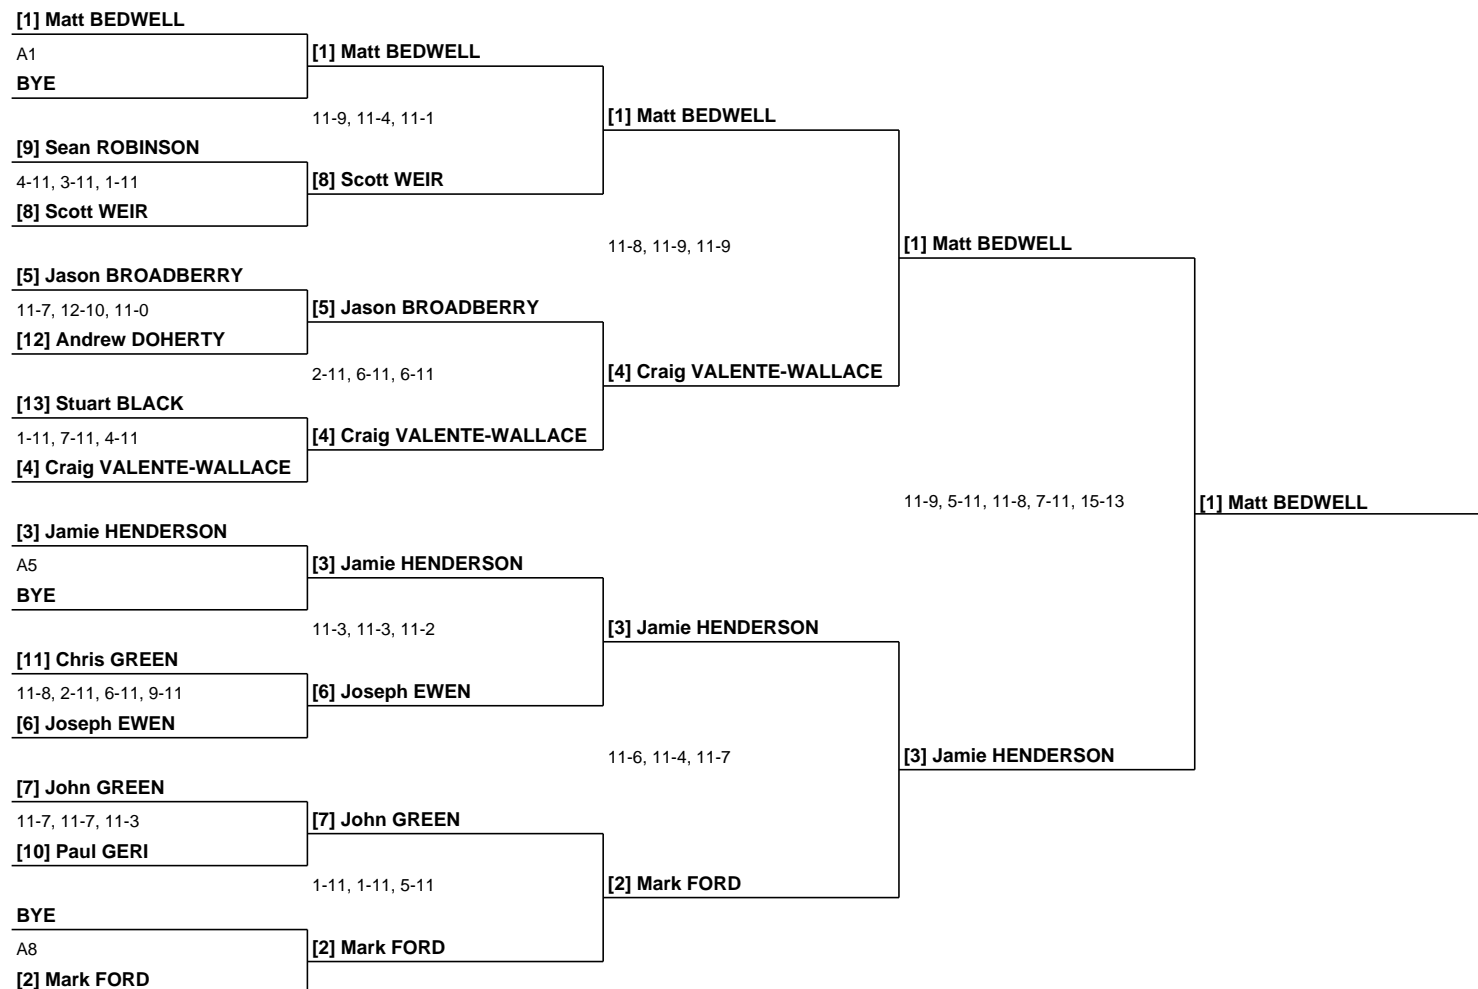 [1] Matt BEDWELL
A1
BYE
[9] Sean ROBINSON
4-11, 3-11, 1-11
[8] Scott WEIR
[5] Jason BROADBERRY
11-7, 12-10, 11-0
[12] Andrew DOHERTY
[13] Stuart BLACK
1-11, 7-11, 4-11
[4] Craig VALENTE-WALLACE
[3] Jamie HENDERSON
A5
BYE
[11] Chris GREEN
11-8, 2-11, 6-11, 9-11
[6] Joseph EWEN
[7] John GREEN
11-7, 11-7, 11-3
[10] Paul GERI
BYE
A8
[2] Mark FORD
[1] Matt BEDWELL
11-9, 11-4, 11-1
[8] Scott WEIR
[5] Jason BROADBERRY
2-11, 6-11, 6-11
[4] Craig VALENTE-WALLACE
[3] Jamie HENDERSON
11-3, 11-3, 11-2
[6] Joseph EWEN
[7] John GREEN
1-11, 1-11, 5-11
[2] Mark FORD
[1] Matt BEDWELL
11-8, 11-9, 11-9
[4] Craig VALENTE-WALLACE
[3] Jamie HENDERSON
11-6, 11-4, 11-7
[2] Mark FORD
[1] Matt BEDWELL
11-9, 5-11, 11-8, 7-11, 15-13
[3] Jamie HENDERSON
[1] Matt BEDWELL